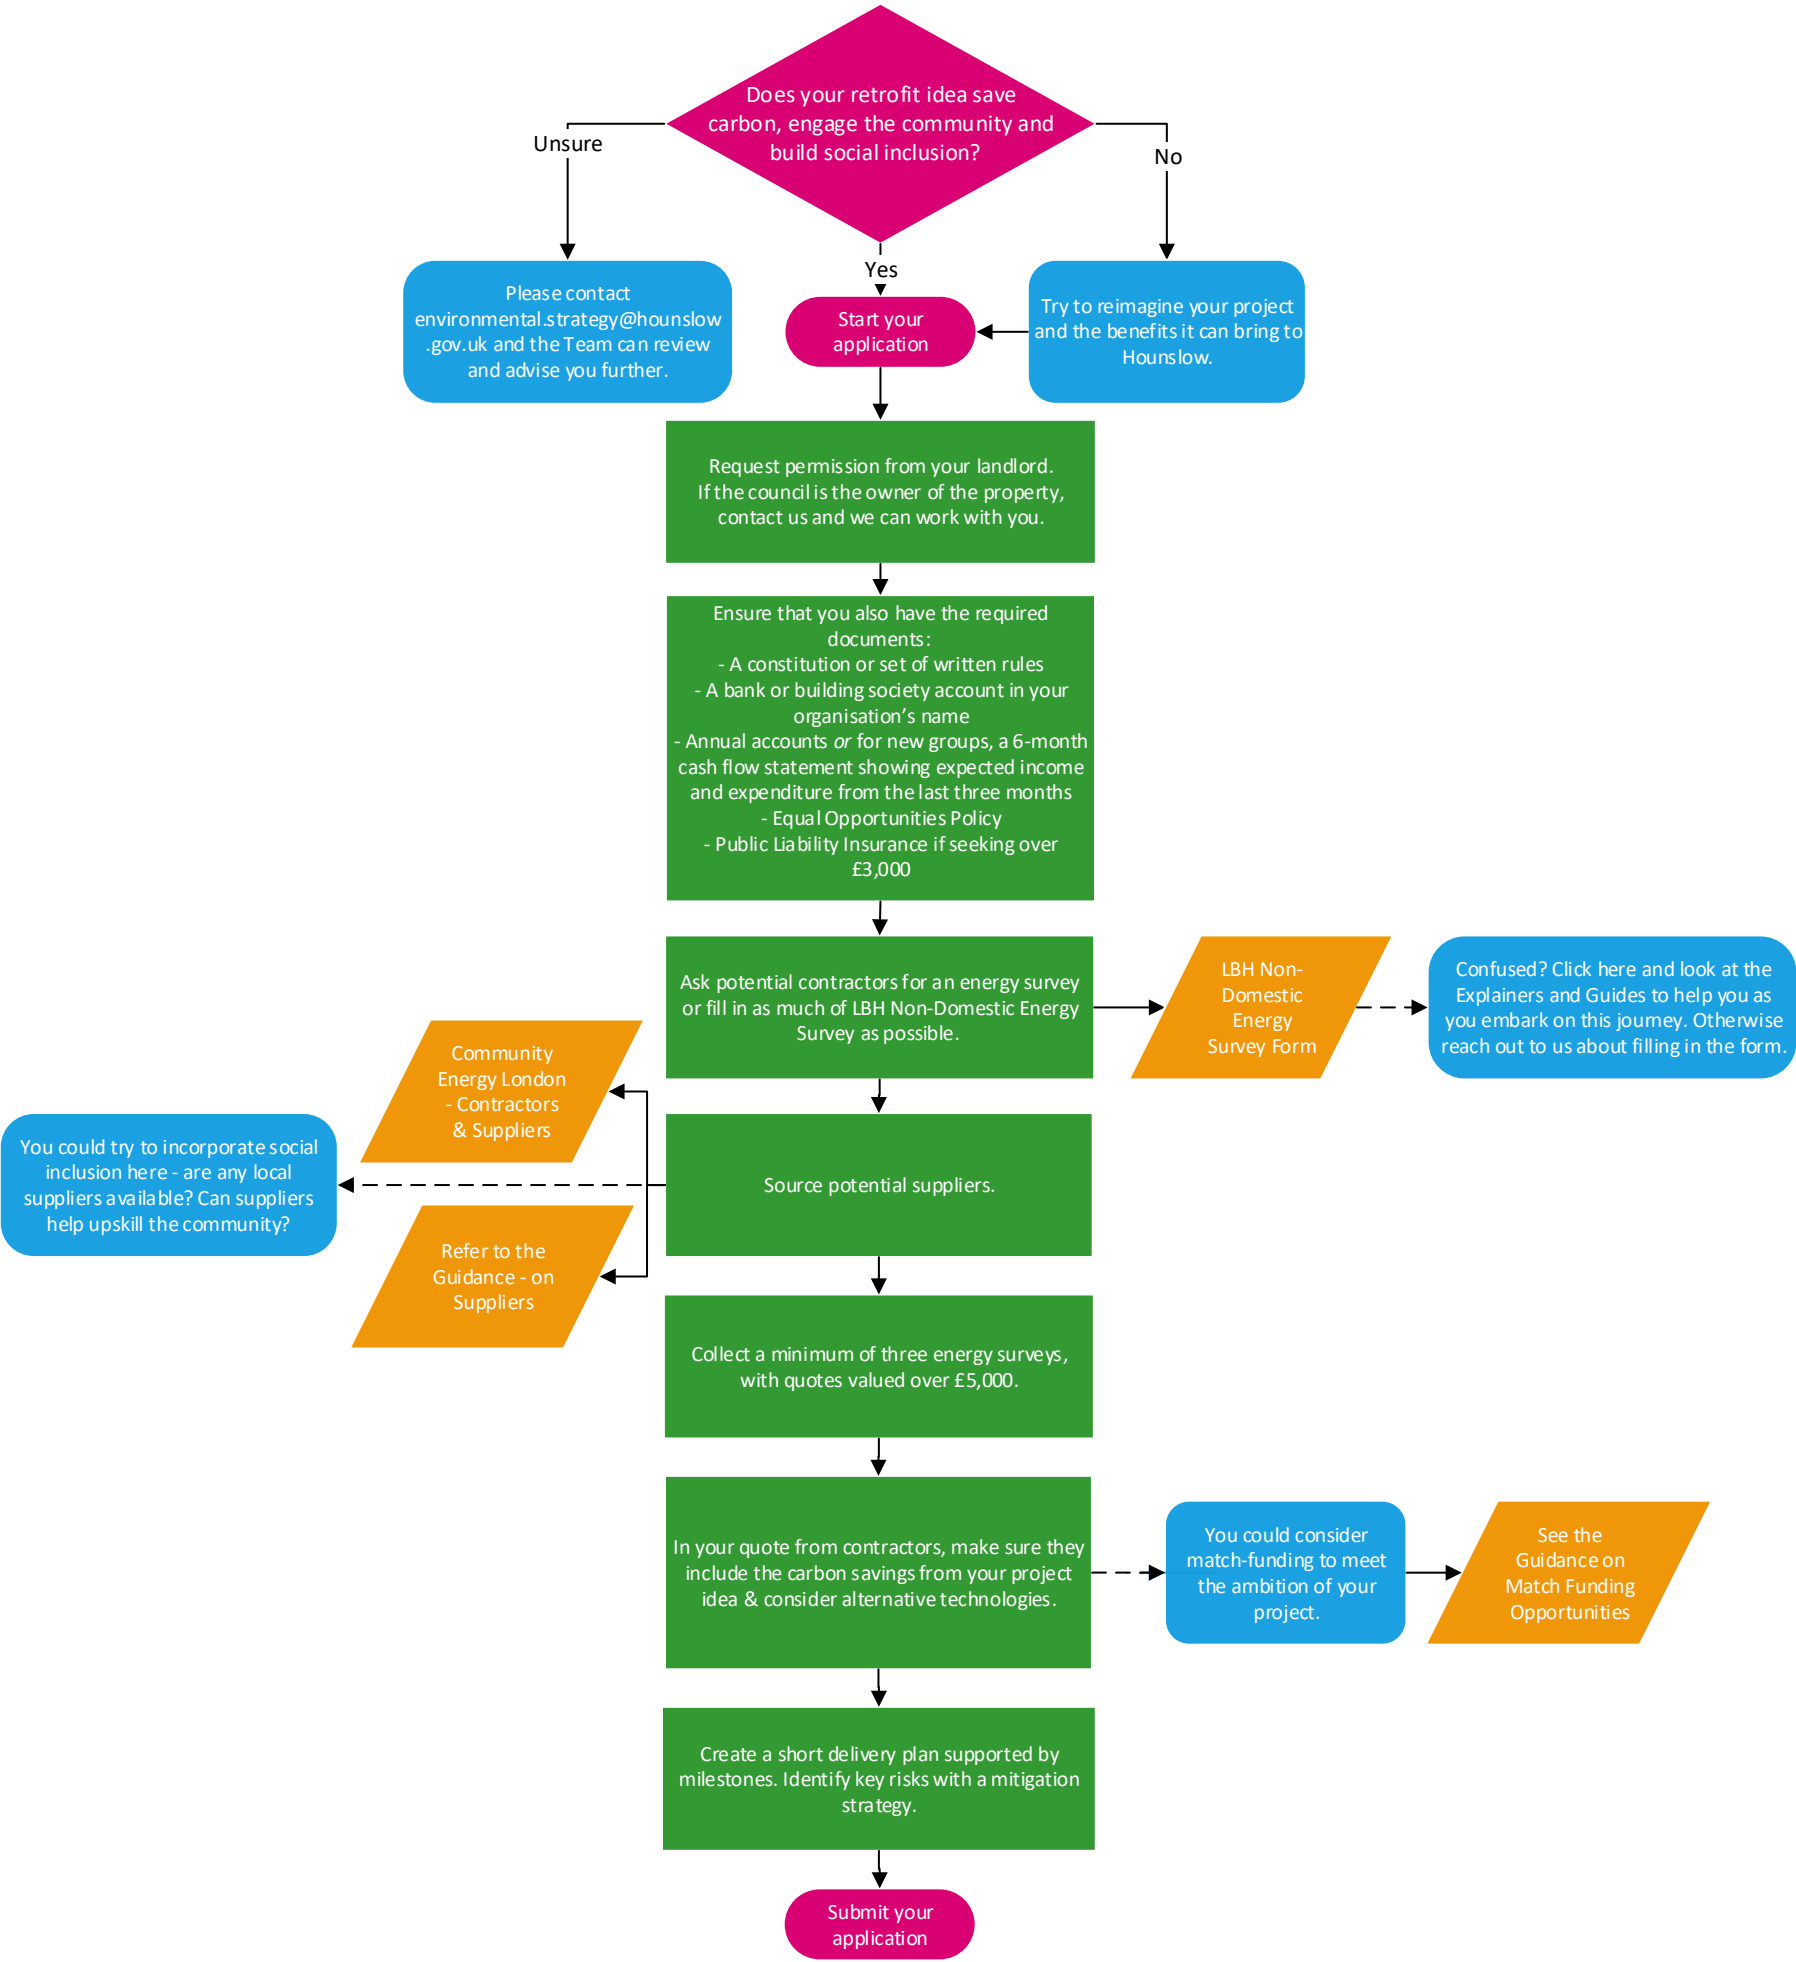 Does your retrofit idea save
carbon, engage the community and
build social inclusion?
Unsure
No
Yes
Please contact
environmental.strategy@hounslow
.gov.uk and the Team can review
and advise you further.
Start your
application
Try to reimagine your project
and the benefits it can bring to
Hounslow.
Request permission from your landlord.
If the council is the owner of the property,
contact us and we can work with you.
Ensure that you also have the required
documents:
- A constitution or set of written rules
- A bank or building society account in your
organisation’s name
- Annual accounts or for new groups, a 6-month
cash flow statement showing expected income
and expenditure from the last three months
- Equal Opportunities Policy
- Public Liability Insurance if seeking over
£3,000
Ask potential contractors for an energy survey
or fill in as much of LBH Non-Domestic Energy
Survey as possible.
LBH Non-
Domestic
Energy
Survey Form
Confused? Click here and look at the
Explainers and Guides to help you as
you embark on this journey. Otherwise
reach out to us about filling in the form.
Community
Energy London
- Contractors
& Suppliers
You could try to incorporate social
inclusion here - are any local
suppliers available? Can suppliers
help upskill the community?
Source potential suppliers.
Refer to the
Guidance - on
Suppliers
Collect a minimum of three energy surveys,
with quotes valued over £5,000.
In your quote from contractors, make sure they
include the carbon savings from your project
idea & consider alternative technologies.
You could consider
match-funding to meet
the ambition of your
project.
See the
Guidance on
Match Funding
Opportunities
Create a short delivery plan supported by
milestones. Identify key risks with a mitigation
strategy.
Submit your
application